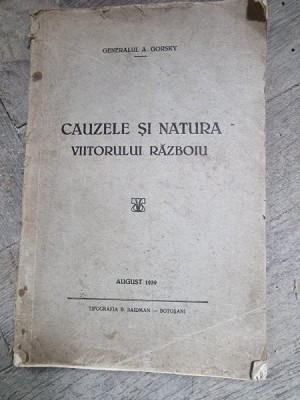 GENERALUL A. GORSKY
CAUZELE ȘI NATURA
VIITORULUI RĂZBOIU
AUGUST 1939
TIPOGRAFIA B. SAIDMAN — BOTOȘANI